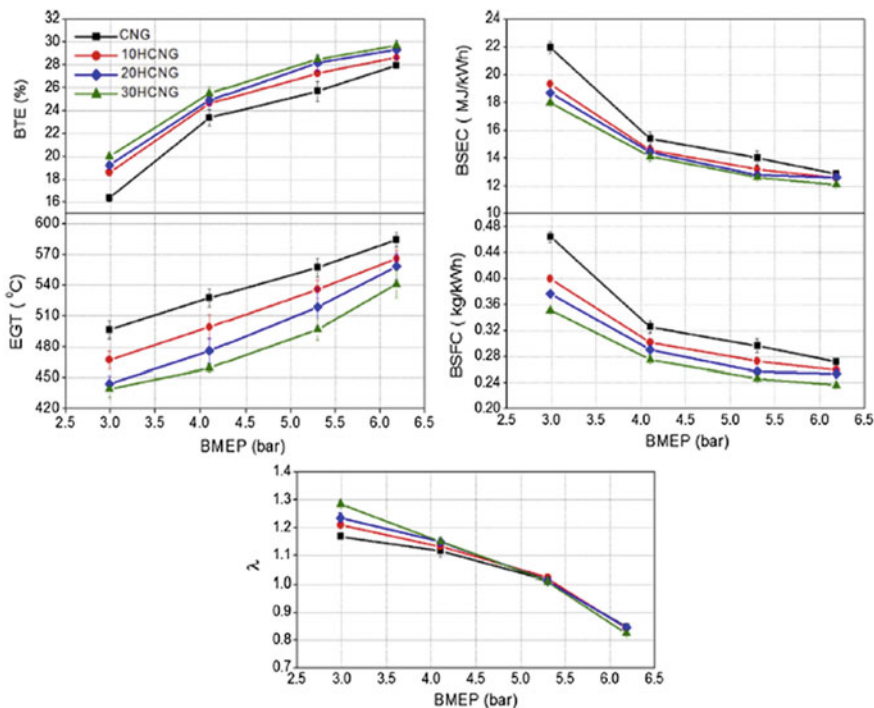 CNG
10HCNG
20HCNG
30HCNG
BTE (%)
32
30
28
26
24
22
20
18
16
EGT ( ⁰C)
600
570
540
510
480
450
420
2.5 3.0 3.5 4.0 4.5 5.0 5.5 6.0 6.5
BMEP (bar)
BSEC ( MJ/kWh)
24
22
20
18
16
14
12
10
BSFC ( kg/kWh)
0.48
0.44
0.40
0.36
0.32
0.28
0.24
0.20
2.5 3.0 3.5 4.0 4.5 5.0 5.5 6.0 6.5
BMEP (bar)
λ
1.4
1.3
1.2
1.1
1.0
0.9
0.8
0.7
2.5 3.0 3.5 4.0 4.5 5.0 5.5 6.0 6.5
BMEP (bar)